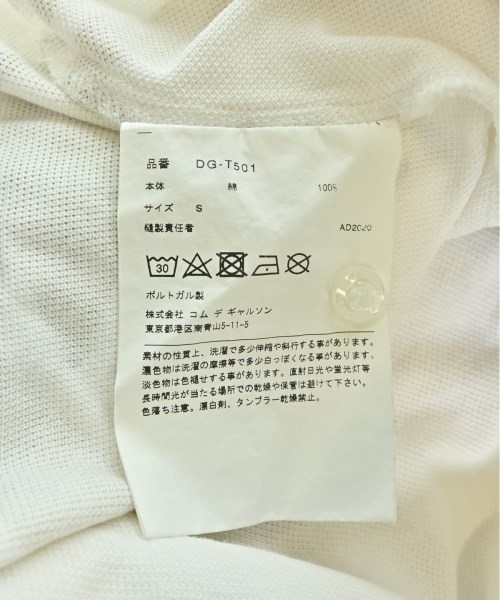 品番 DG-T501
本体 綿 100%
サイズ S
縫製責任者 AD2020
30
ポルトガル製
株式会社 コム デ ギャルソン
東京都港区南青山5-11-5
素材の性質上、洗濯で多少伸縮や斜行する事があります。
濃色物は洗濯の摩擦等で多少白っぽくなる事があります。
淡色物は色褪せする事があります。直射日光や蛍光灯等
長時間光が当たる場所での乾燥や保管は避けて下さい。
色落ち注意。漂白剤、タンブラー乾燥禁止。